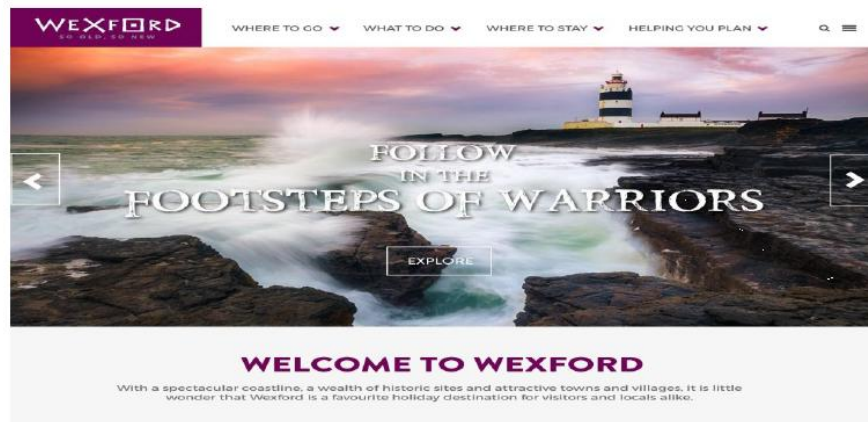 WEXFORD
SO OLD, SO NEW
WHERE TO GO
WHAT TO DO
WHERE TO STAY
HELPING YOU PLAN
FOLLOW
IN THE
FOOTSTEPS OF WARRIORS
EXPLORE
WELCOME TO WEXFORD
With a spectacular coastline, a wealth of historic sites and attractive towns and villages, it is little
wonder that Wexford is a favourite holiday destination for visitors and locals alike.